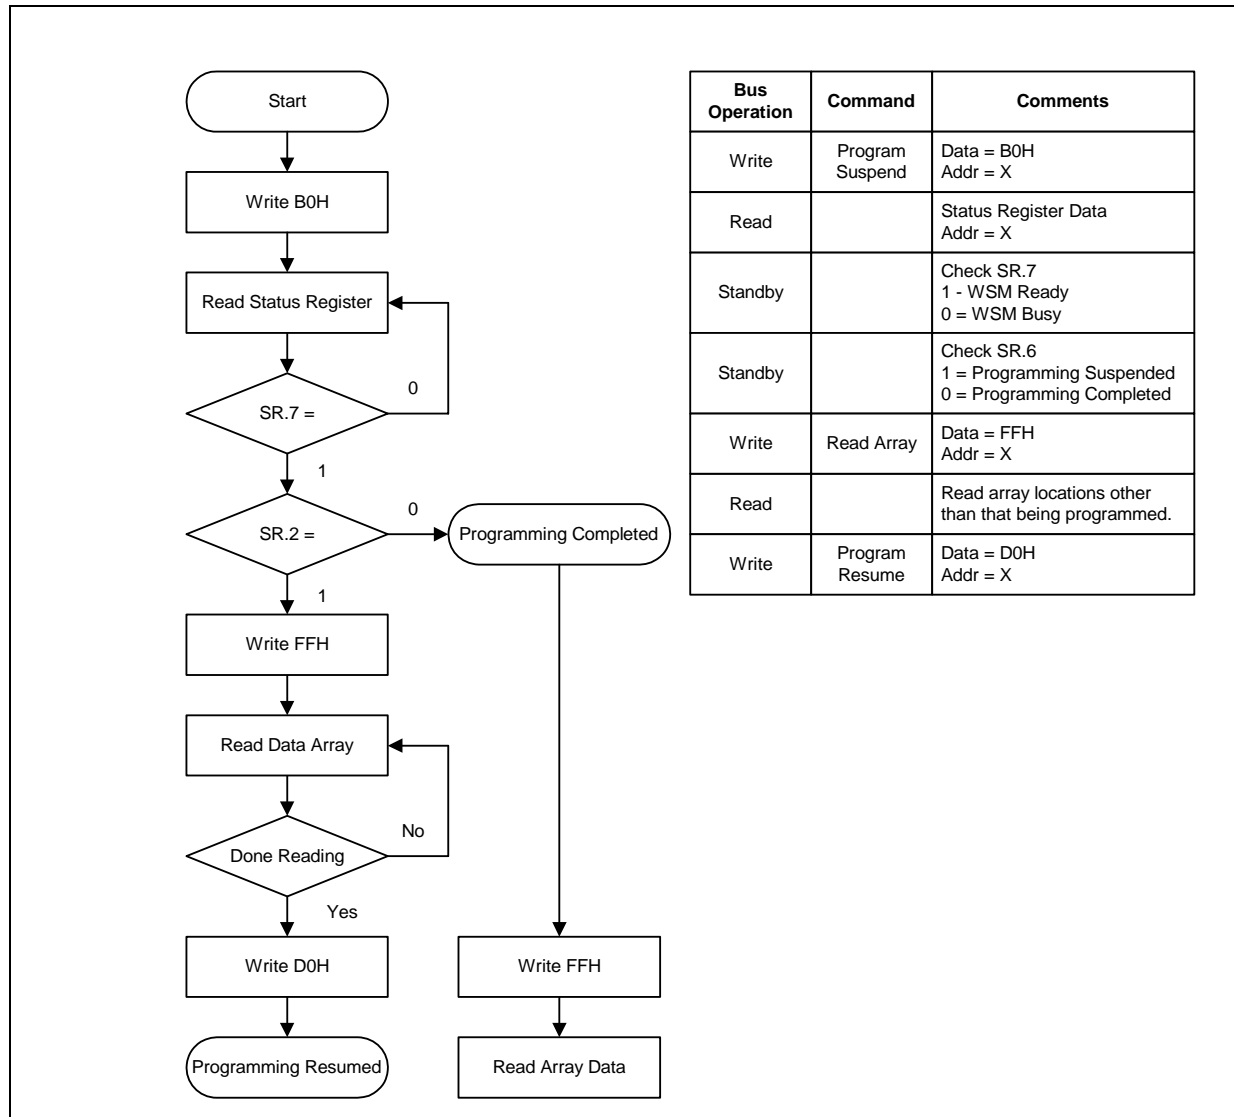 Start
Write B0H
Read Status Register
0
SR.7 =
1
0
SR.2 =
Programming Completed
1
Write FFH
Read Data Array
No
Done Reading
Yes
Write D0H
Write FFH
Programming Resumed
Read Array Data
Bus
Operation
Command
Comments
Write
Program
Suspend
Data = B0H
Addr = X
Read
Status Register Data
Addr = X
Standby
Check SR.7
1 - WSM Ready
0 = WSM Busy
Standby
Check SR.6
1 = Programming Suspended
0 = Programming Completed
Write
Read Array
Data = FFH
Addr = X
Read
Read array locations other
than that being programmed.
Write
Program
Resume
Data = D0H
Addr = X